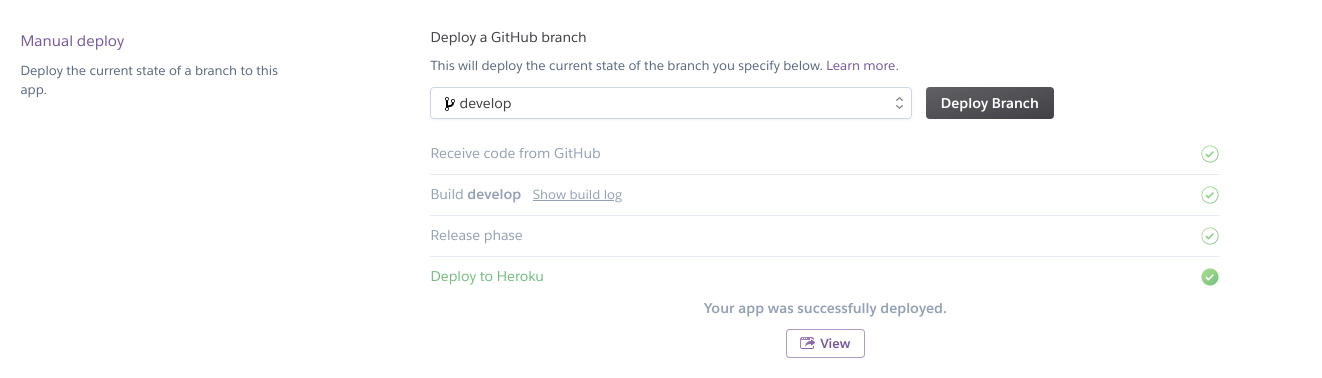 Manual deploy
Deploy the current state of a branch to this
app.
Deploy a GitHub branch
This will deploy the current state of the branch you specify below. Learn more.
develop
Deploy Branch
Receive code from GitHub
Build develop Show build log
Release phase
Deploy to Heroku
Your app was successfully deployed.
View